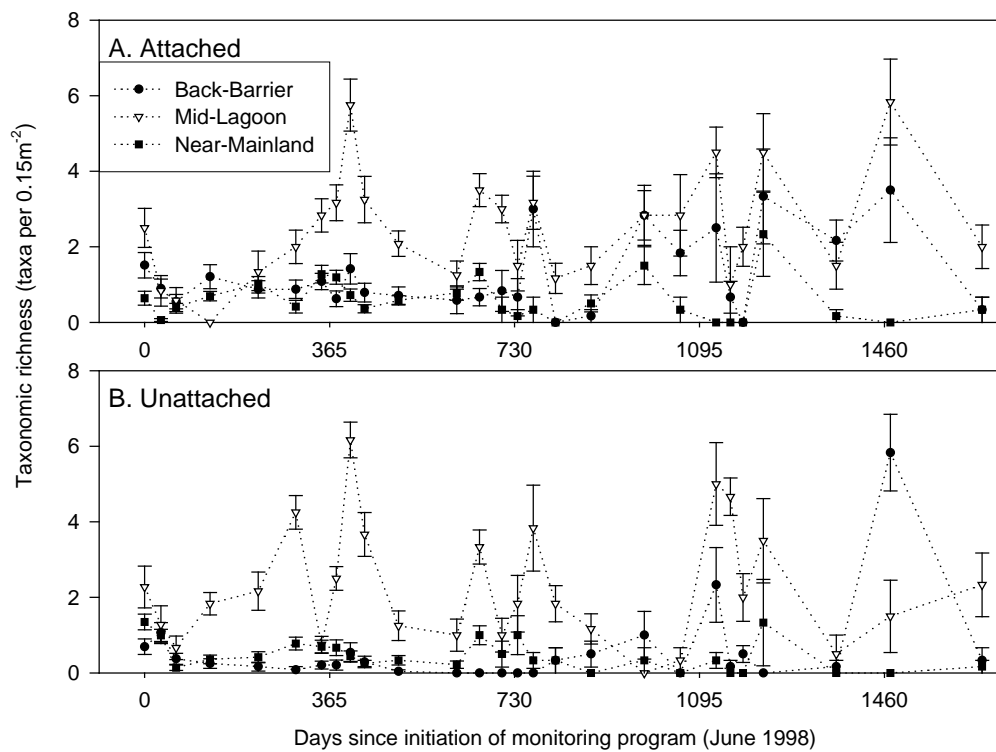 A. Attached
Back-Barrier
Mid-Lagoon
Near-Mainland
8
6
4
2
0
0 365 730 1095 1460
Taxonomic richness (taxa per 0.15m-2)
B. Unattached
8
6
4
2
0
0 365 730 1095 1460
Days since initiation of monitoring program (June 1998)